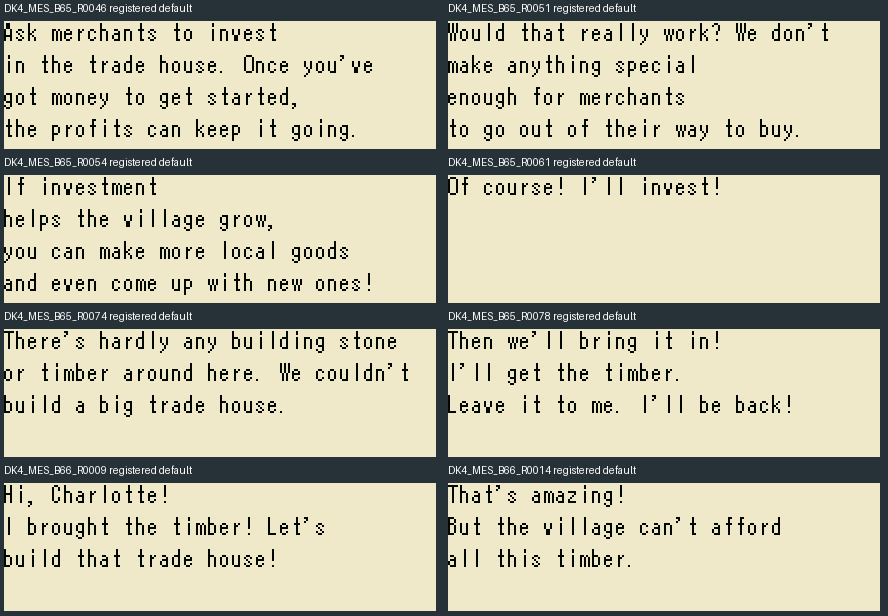 DK4_MES_B65_R0046 registered default
Ask merchants to invest
in the trade house. Once you've
got money to get started,
the profits can keep it going.
DK4_MES_B65_R0051 registered default
Would that really work? We don't
make anything special
enough for merchants
to go out of their way to buy.
DK4_MES_B65_R0054 registered default
If investment
helps the village grow,
you can make more local goods
and even come up with new ones!
DK4_MES_B65_R0061 registered default
Of course! I'll invest!
DK4_MES_B65_R0074 registered default
There's hardly any building stone
or timber around here. We couldn't
build a big trade house.
DK4_MES_B65_R0078 registered default
Then we'll bring it in!
I'll get the timber.
Leave it to me. I'll be back!
DK4_MES_B66_R0009 registered default
Hi, Charlotte!
I brought the timber! Let's
build that trade house!
DK4_MES_B66_R0014 registered default
That's amazing!
But the village can't afford
all this timber.